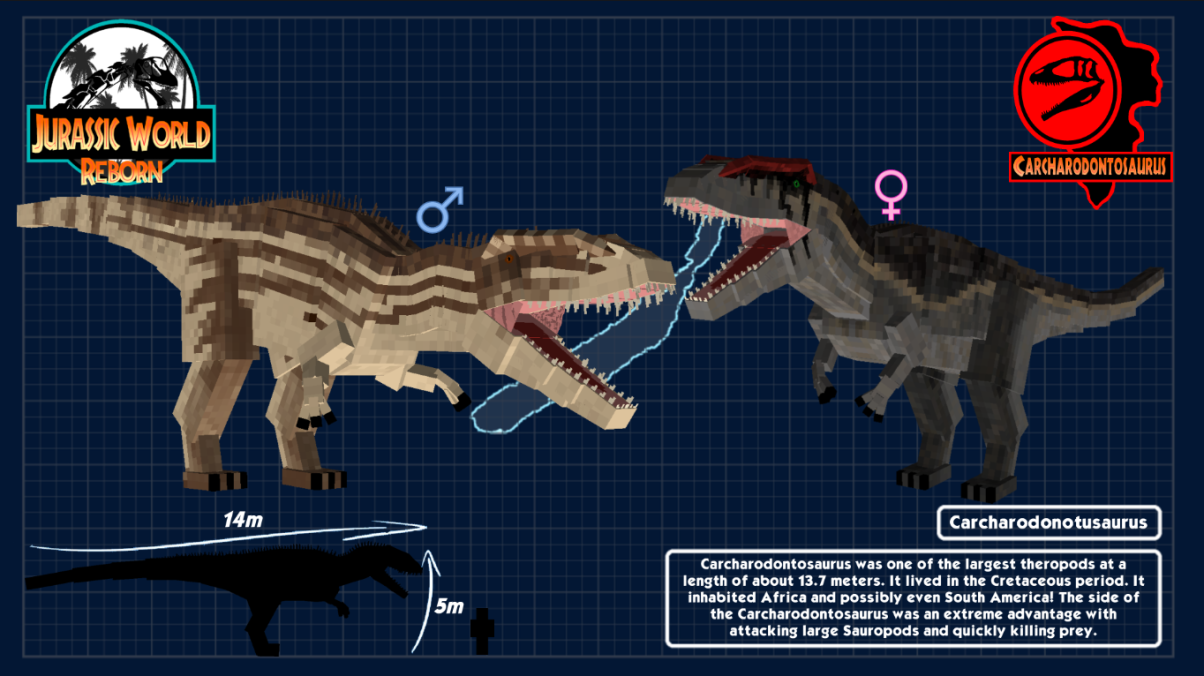 JURASSIC WORLD
REBORN
CARCHARODONTOSAURUS
14m
5m
Carcharodonotusaurus
Carcharodontosaurus was one of the largest theropods at a
length of about 13.7 meters. It lived in the Cretaceous period. It
inhabited Africa and possibly even South America! The side of
the Carcharodontosaurus was an extreme advantage with
attacking large Sauropods and quickly killing prey.